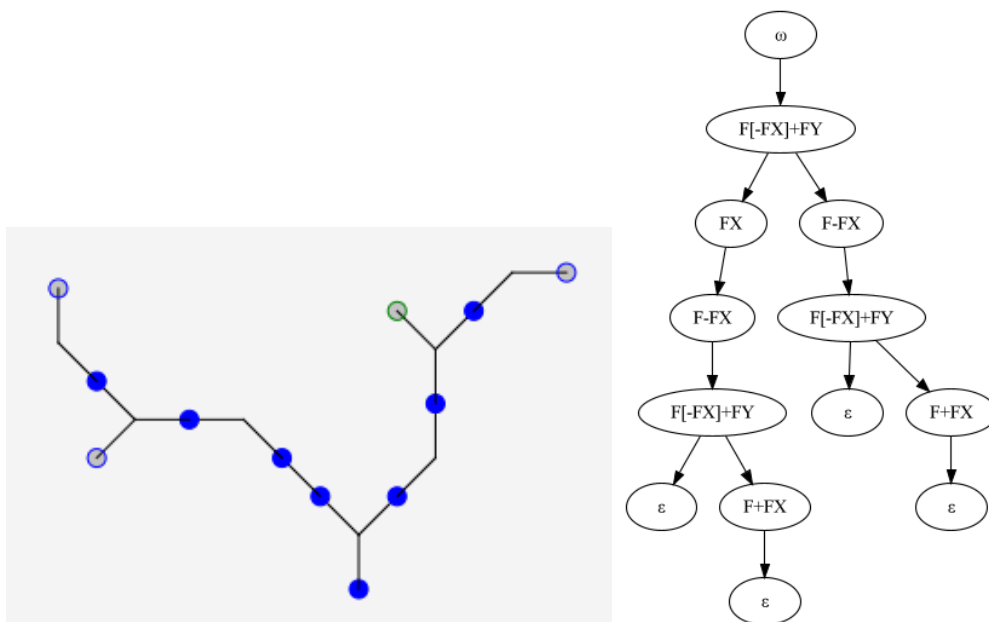 ω
F[-FX]+FY
FX
F-FX
F-FX
F[-FX]+FY
F[-FX]+FY
ε
F+FX
ε
F+FX
ε
ε